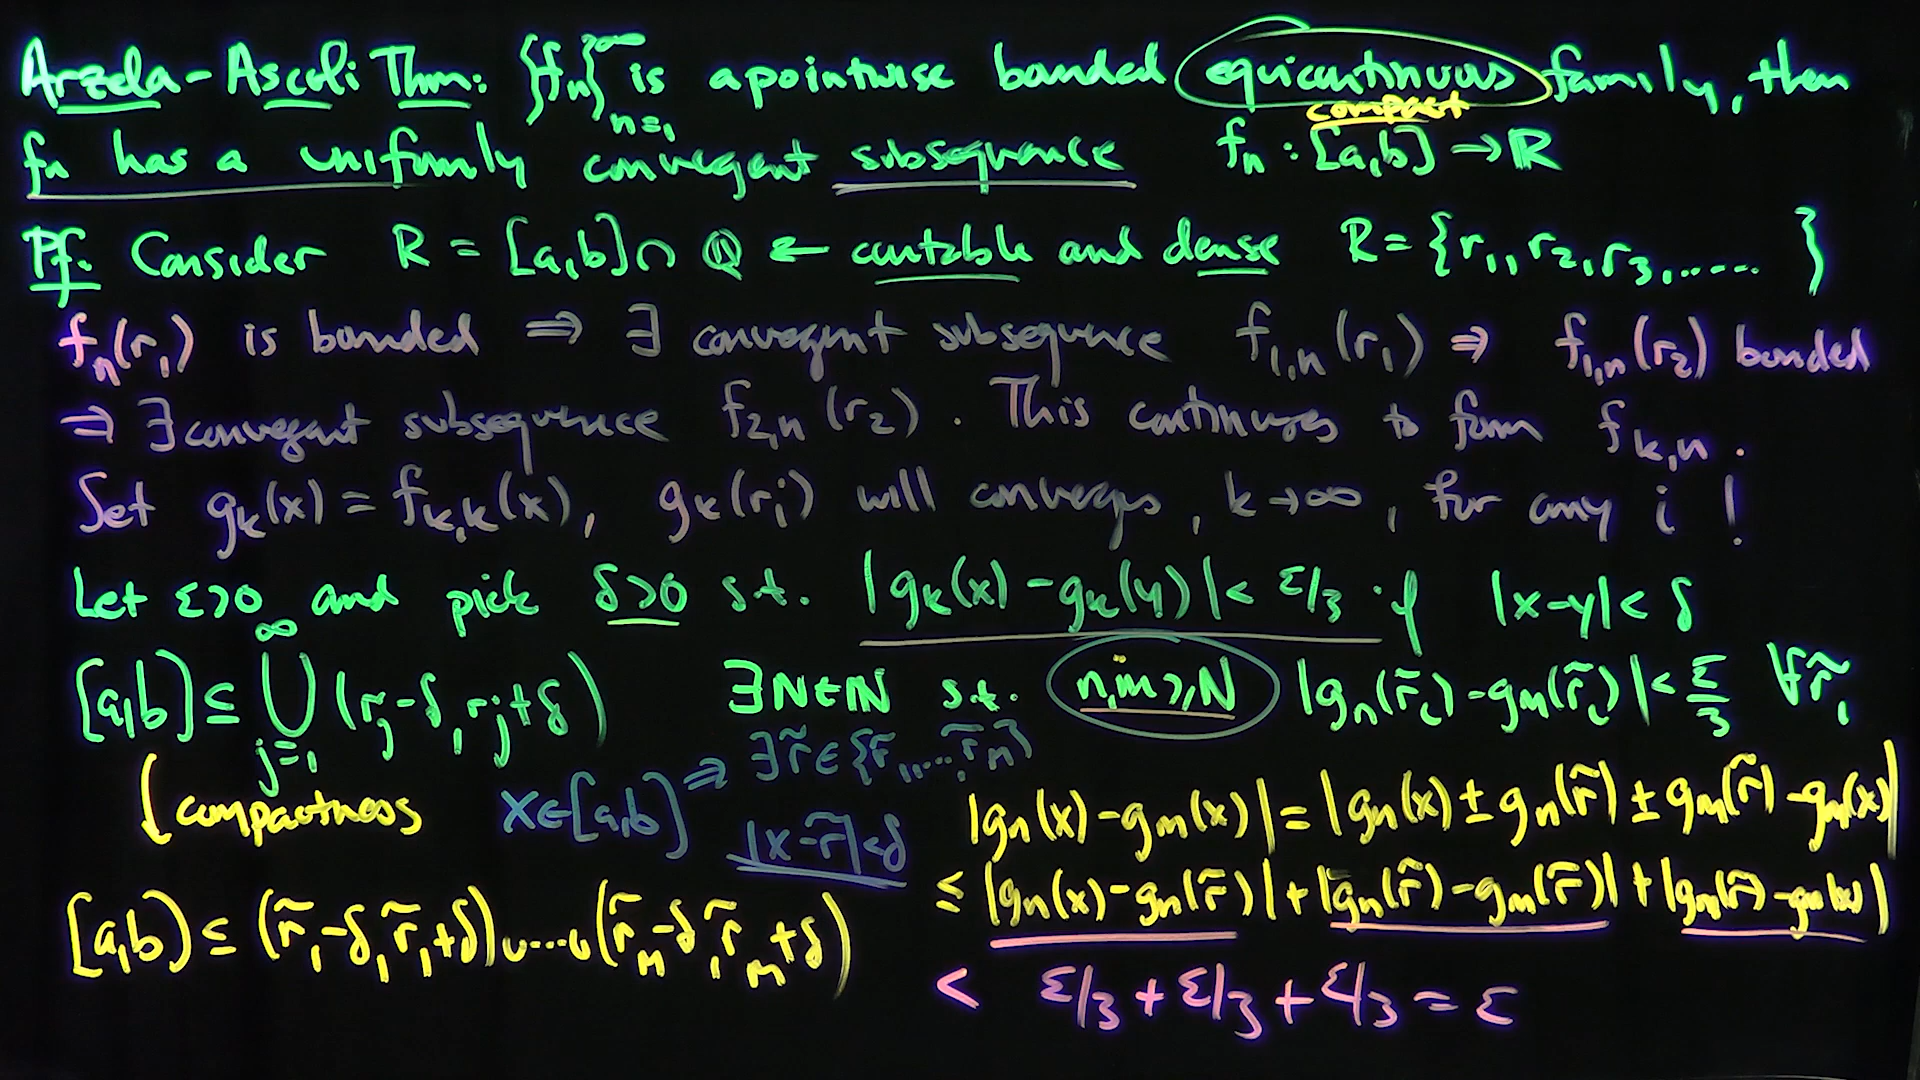 Arzela-Ascoli Thm: {fn}_{n=1}^∞ is a pointwise bounded equicontinuous family, then
compact
fn has a uniformly convergent subsequence fn : [a,b] → R
Pf: Consider R = [a,b] ∩ Q ← countable and dense R = {r1, r2, r3, ..... }
fn(r1) is bounded ⇒ ∃ convergent subsequence f1,n(r1) ⇒ f1,n(r2) bounded
⇒ ∃ convergent subsequence f2,n(r2). This continues to form fk,n.
Set gk(x) = fk,k(x), gk(ri) will converge, k→∞, for any i !
Let ε>0 and pick δ>0 s.t. |gk(x) - gk(y)| < ε/3 if |x-y| < δ
[a,b] ⊆ ⋃_{j=1}^∞ (rj-δ, rj+δ) ∃N∈ℕ s.t. n,m ≥ N |gn(r̃i) - gm(r̃i)| < ε/3 ∀r̃i
compactness x∈[a,b] ⇒ ∃ r̃ ∈ {r̃1,...,r̃m}
|x-r̃|<δ
|gn(x) - gm(x)| = |gn(x) ± gn(r̃) ± gm(r̃) - gm(x)|
≤ |gn(x) - gn(r̃)| + |gn(r̃) - gm(r̃)| + |gm(r̃) - gm(x)|
[a,b] ⊆ (r̃1-δ, r̃1+δ) ∪ ... ∪ (r̃m-δ, r̃m+δ)
< ε/3 + ε/3 + ε/3 = ε